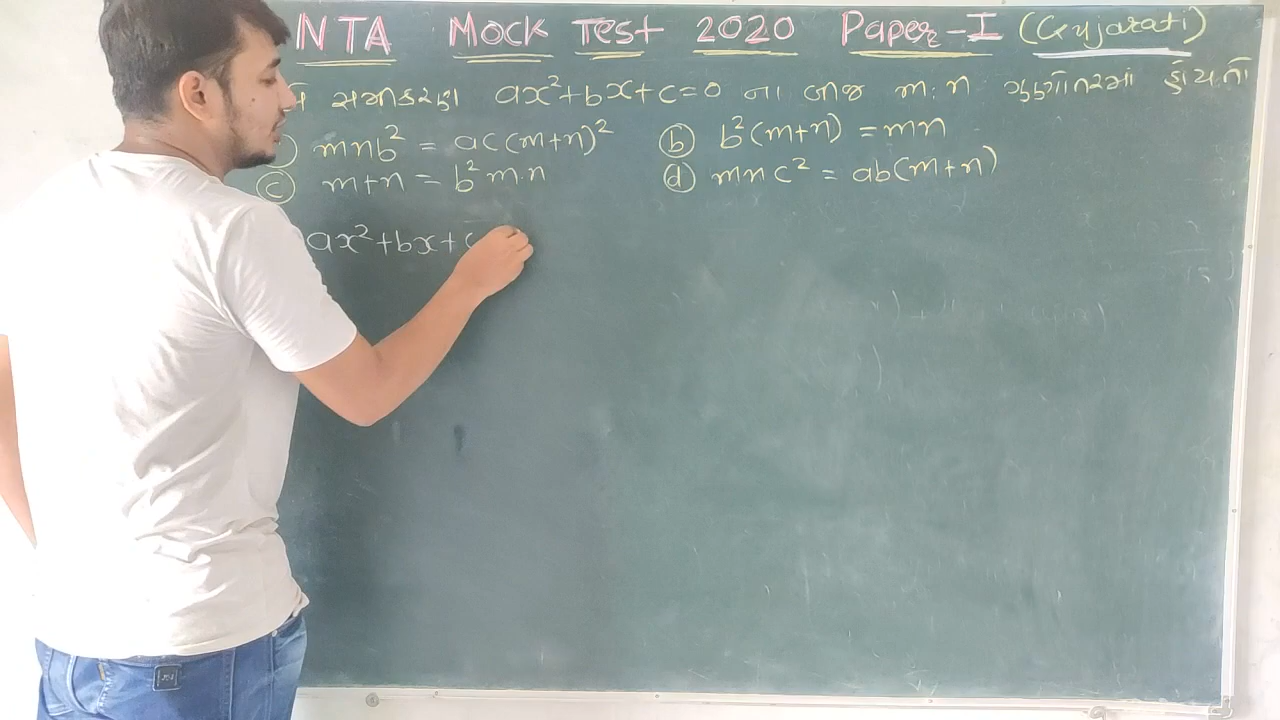 NTA Mock Test 2020 Paper-I (Gujarati)
સમીકરણ ax²+bx+c=0 ના બીજ m:n ગુણોત્તરમાં હોય તો
mnb² = ac(m+n)² ⓑ b²(m+n) = mn
ⓒ m+n = b²m.n ⓓ mnc² = ab(m+n)
ax²+bx+c